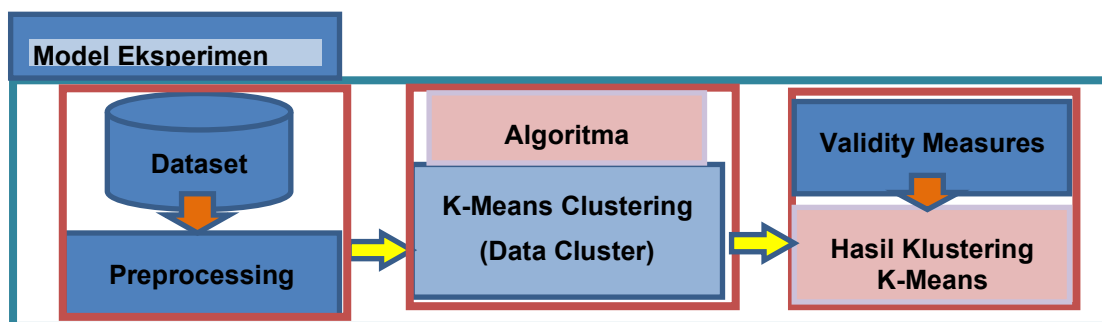 Model Eksperimen
Dataset
Preprocessing
Algoritma
K-Means Clustering
(Data Cluster)
Validity Measures
Hasil Klustering
K-Means